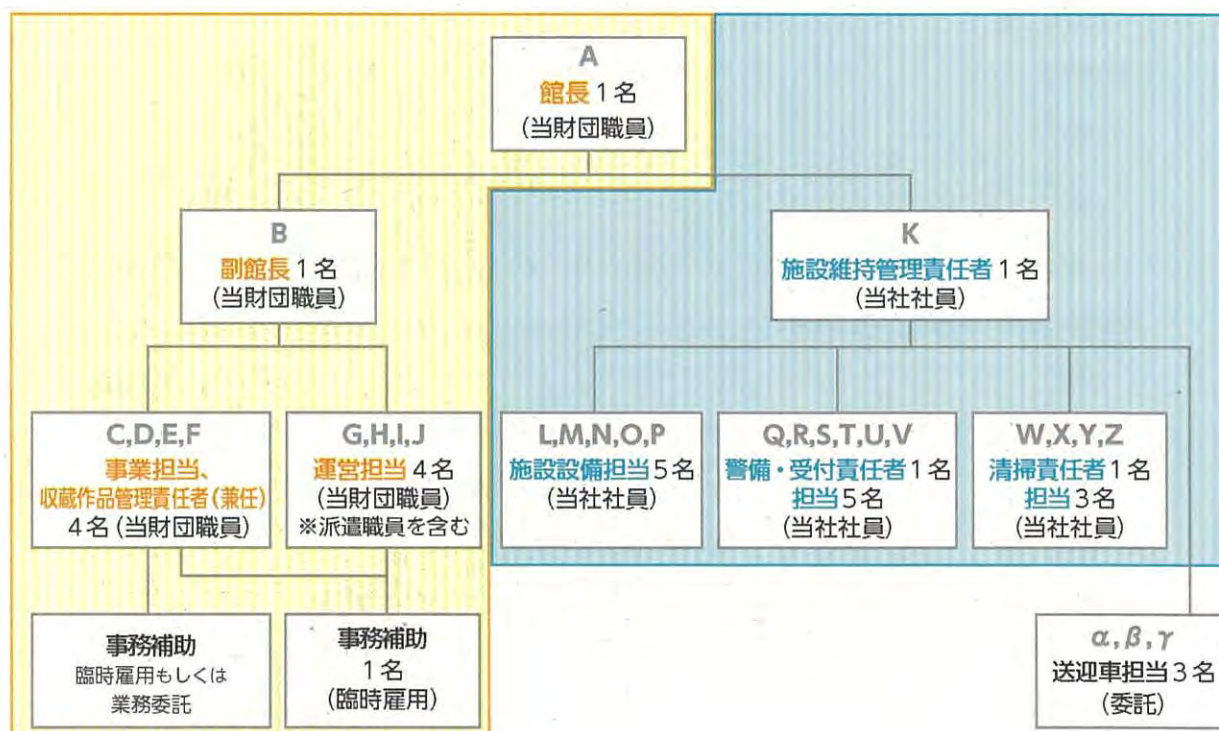 A
館長 1名
(当財団職員)
B
副館長 1名
(当財団職員)
K
施設維持管理責任者 1名
(当社社員)
C,D,E,F
事業担当、
収蔵作品管理責任者(兼任)
4名(当財団職員)
G,H,I,J
運営担当 4名
(当財団職員)
※派遣職員を含む
L,M,N,O,P
施設設備担当 5名
(当社社員)
Q,R,S,T,U,V
警備・受付責任者 1名
担当 5名
(当社社員)
W,X,Y,Z
清掃責任者 1名
担当 3名
(当社社員)
事務補助
臨時雇用もしくは
業務委託
事務補助
1名
(臨時雇用)
α,β,γ
送迎車担当 3名
(委託)